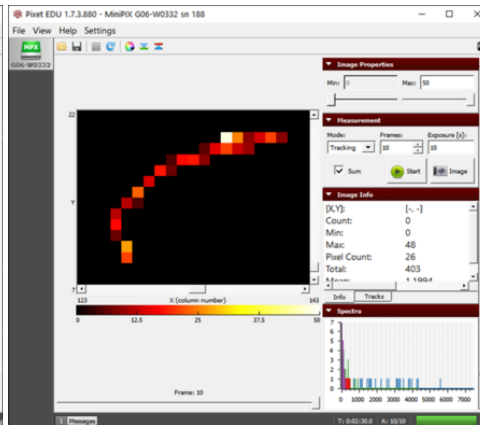 Pixet EDU 1.7.3.880 - MiniPIX G06-W0332 sn 188
File View Help Settings
MPX
G06-W0332
Image Properties
Min: 0 Max: 50
Measurement
Mode: Frames: Exposure [s]:
Tracking 10 10
Sum Start Image
Image Info
[X,Y]: [-, -]
Count: 0
Min: 0
Max: 48
Pixel Count: 26
Total: 403
Mean: 1.1994
Info Tracks
Spectra
7
6
5
4
3
2
1
0
0 1000 2000 3000 4000 5000 6000 7000
22
Y
7
123 X (column number) 143
0 12.5 25 37.5 50
Frame: 10
1 Messages
T: 0:02:30.0 A: 10/10